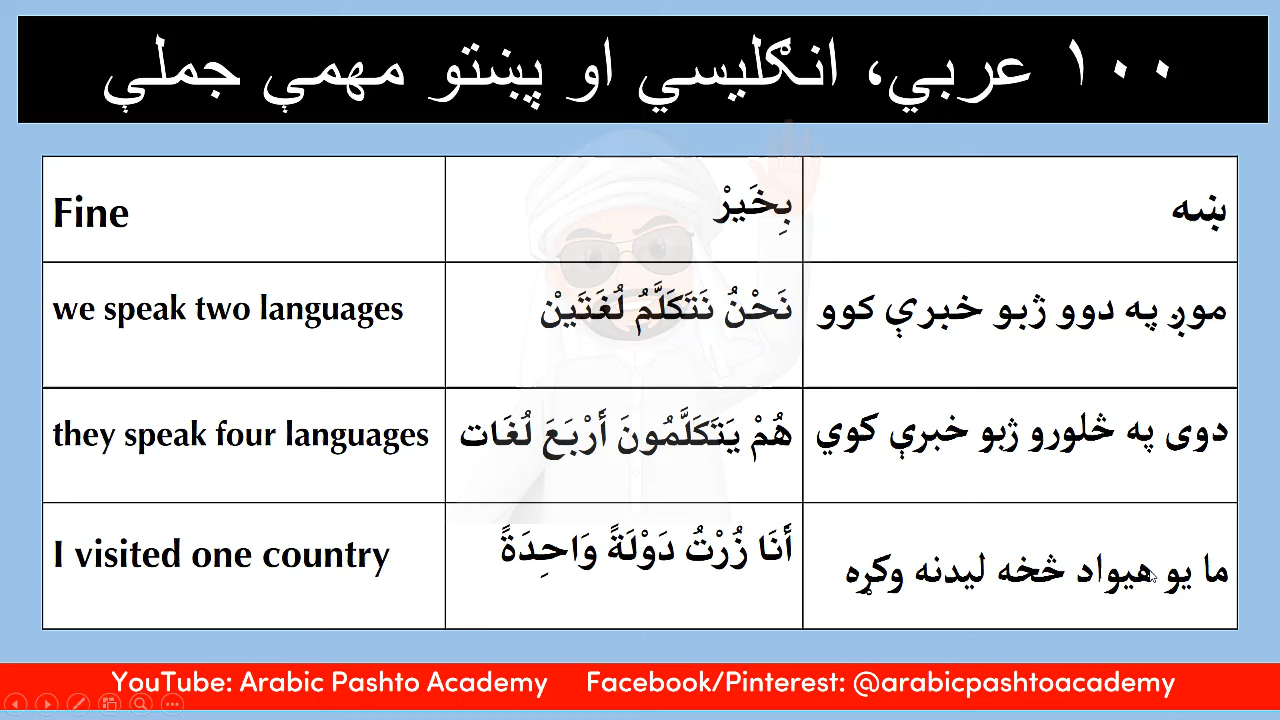 ۱۰۰ عربي، انګلیسي او پښتو مهمې جملې
Fine
بِخَيرْ
ښه
we speak two languages
نَحْنُ نَتَكَلَّمُ لُغَتَيْن
موږ په دوو ژبو خبرې کوو
they speak four languages
هُمْ يَتَكَلَّمُونَ أَرْبَعَ لُغَات
دوی په څلورو ژبو خبرې کوي
I visited one country
أَنَا زُرْتُ دَوْلَةً وَاحِدَةً
ما یو هیواد څخه لیدنه وکړه
YouTube: Arabic Pashto Academy Facebook/Pinterest: @arabicpashtoacademy